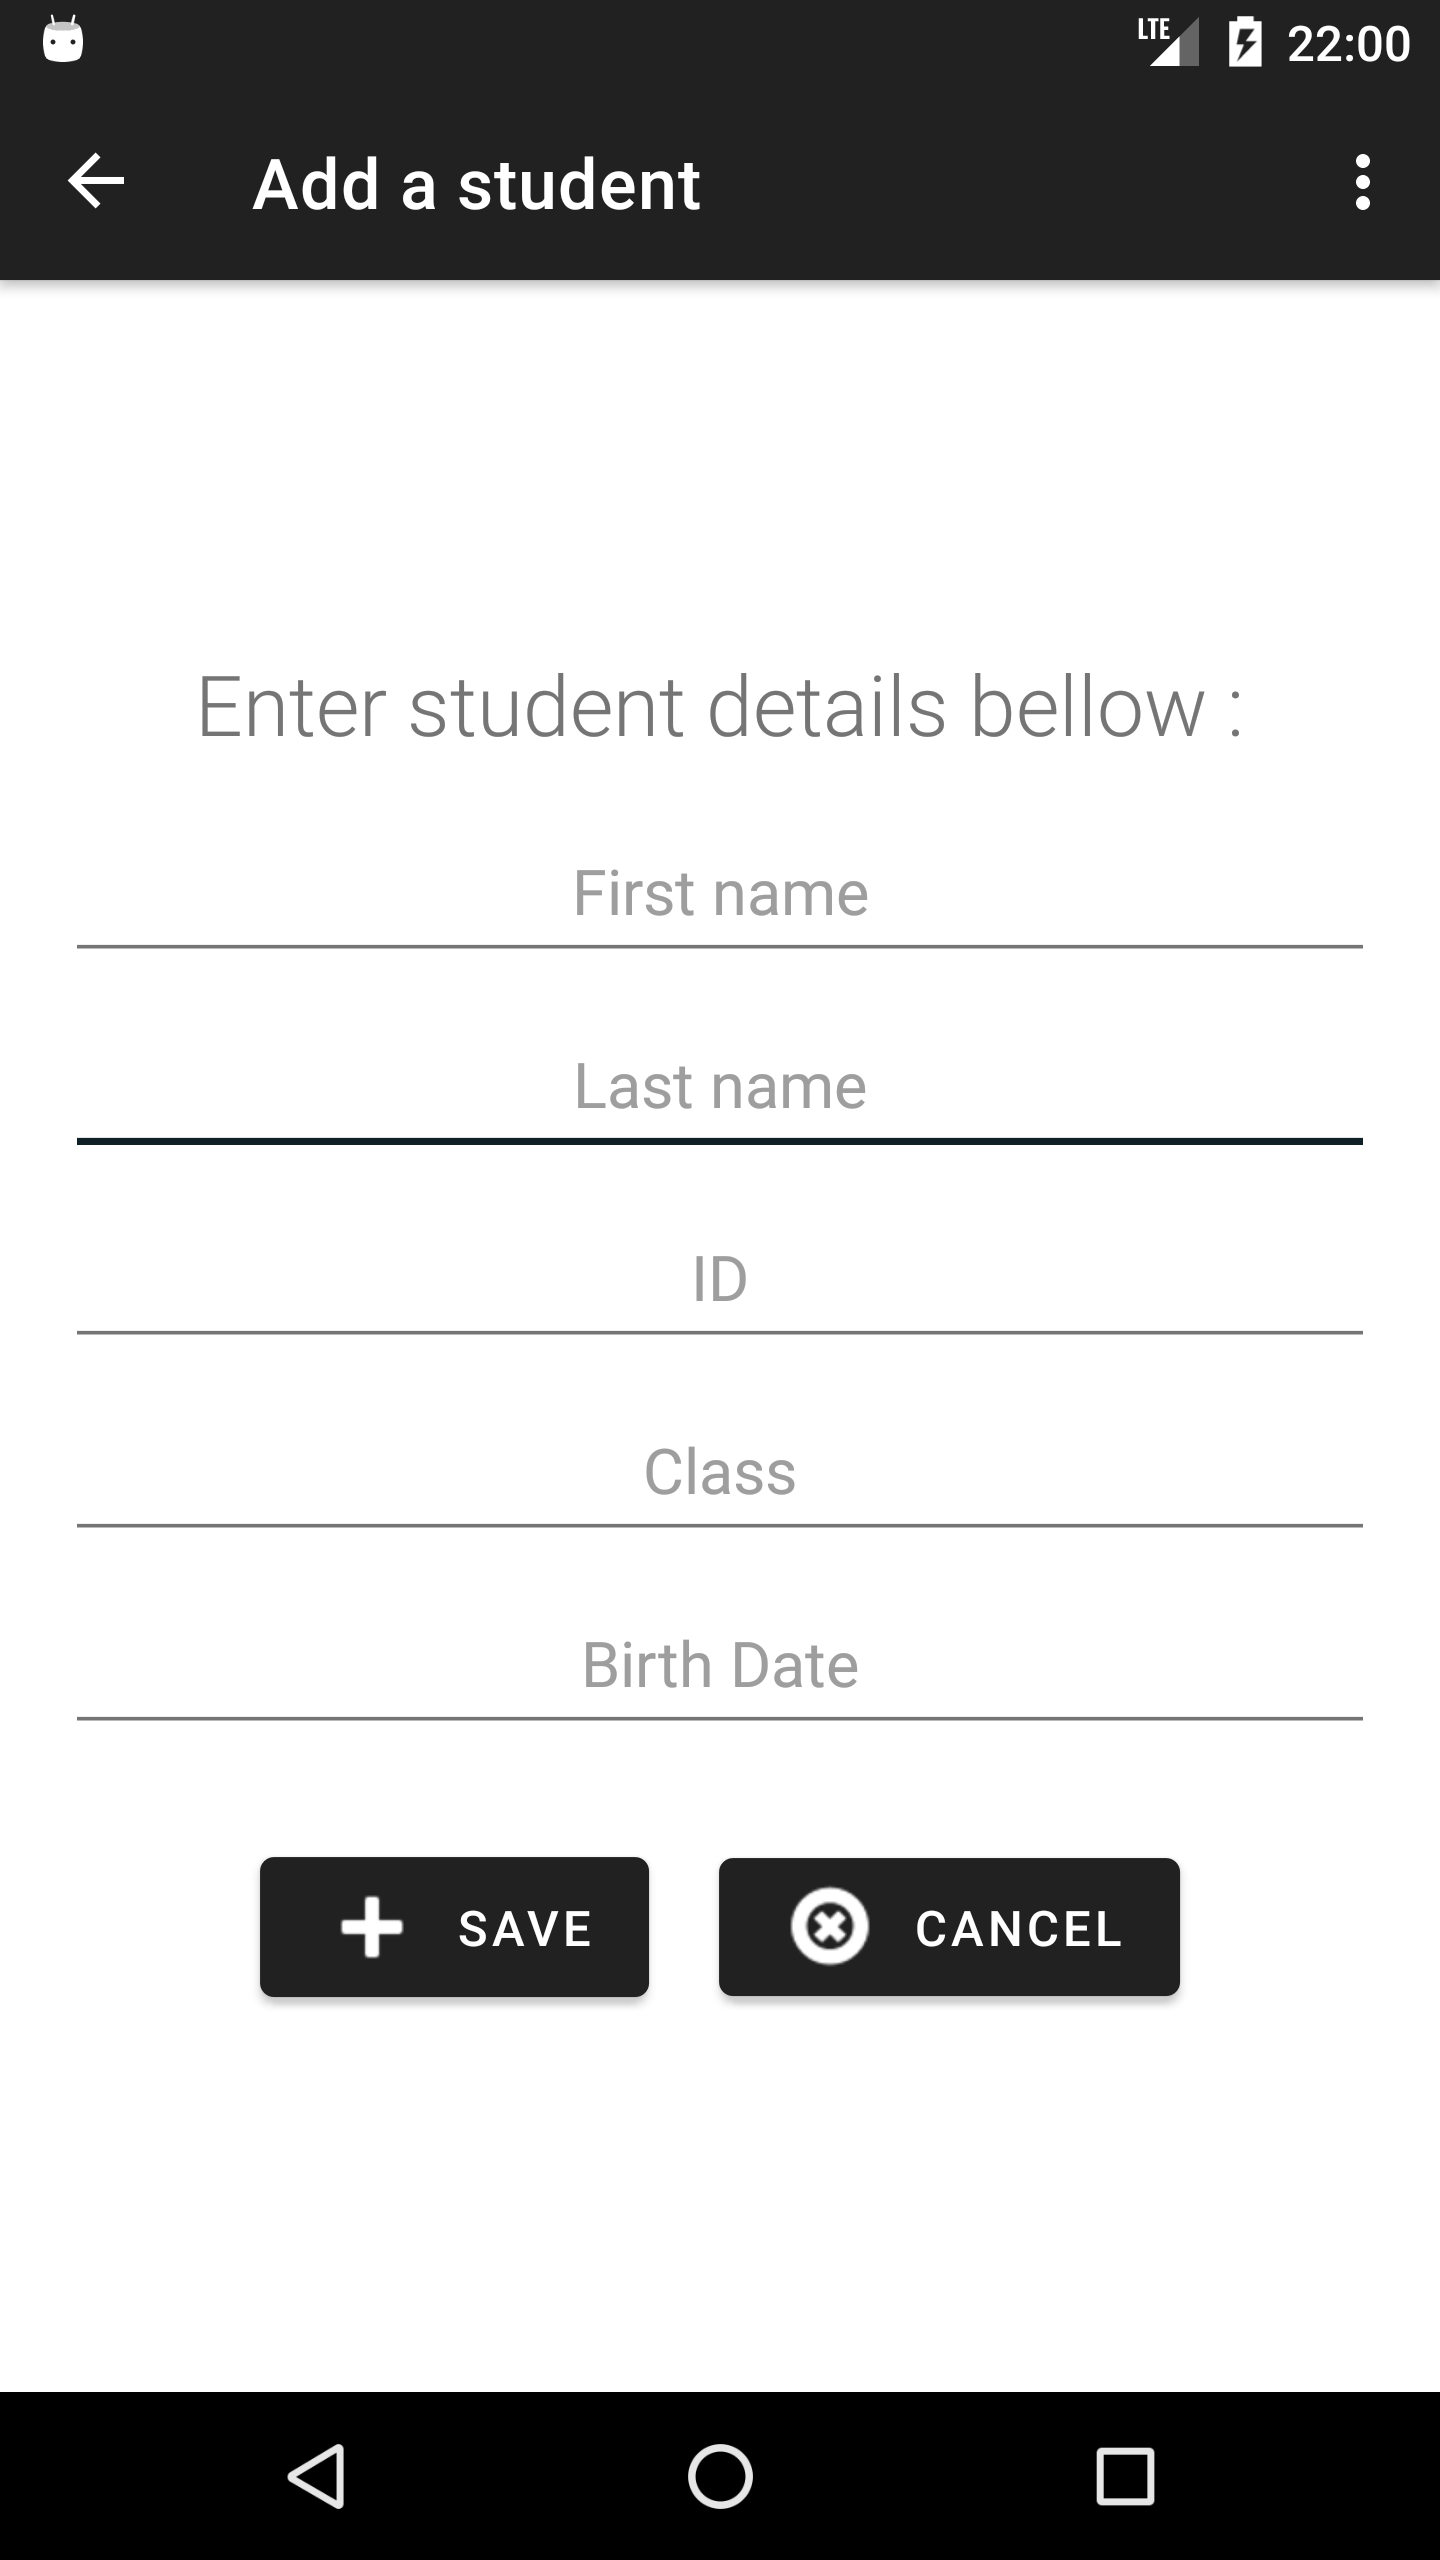 LTE 22:00
Add a student
Enter student details bellow :
First name
Last name
ID
Class
Birth Date
SAVE CANCEL